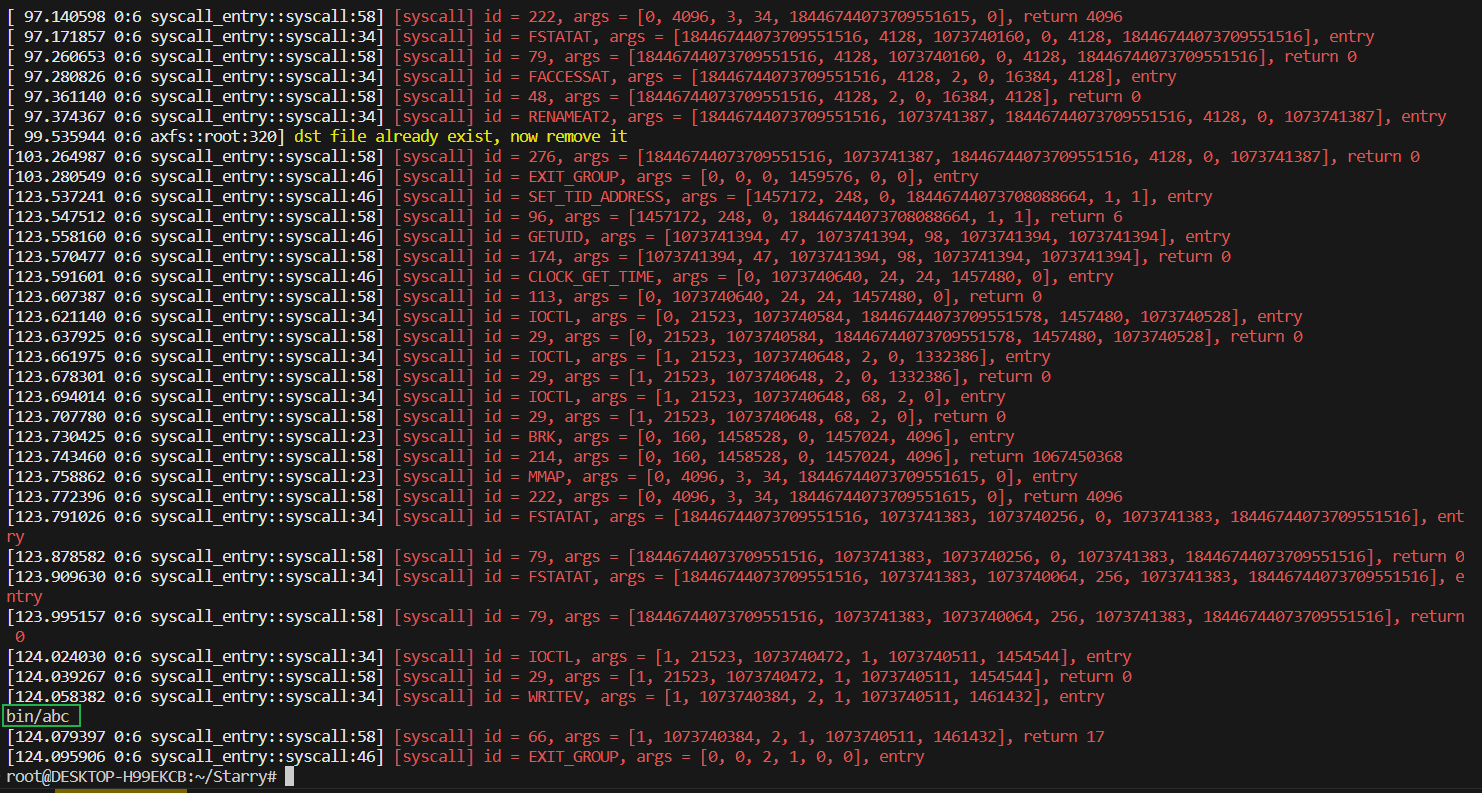 [ 97.140598 0:6 syscall_entry::syscall:58] [syscall] id = 222, args = [0, 4096, 3, 34, 18446744073709551615, 0], return 4096
[ 97.171857 0:6 syscall_entry::syscall:34] [syscall] id = FSTATAT, args = [18446744073709551516, 4128, 1073740160, 0, 4128, 18446744073709551516], entry
[ 97.260653 0:6 syscall_entry::syscall:58] [syscall] id = 79, args = [18446744073709551516, 4128, 1073740160, 0, 4128, 18446744073709551516], return 0
[ 97.280826 0:6 syscall_entry::syscall:34] [syscall] id = FACCESSAT, args = [18446744073709551516, 4128, 2, 0, 16384, 4128], entry
[ 97.361140 0:6 syscall_entry::syscall:58] [syscall] id = 48, args = [18446744073709551516, 4128, 2, 0, 16384, 4128], return 0
[ 97.374367 0:6 syscall_entry::syscall:34] [syscall] id = RENAMEAT2, args = [18446744073709551516, 1073741387, 18446744073709551516, 4128, 0, 1073741387], entry
[ 99.535944 0:6 axfs::root:320] dst file already exist, now remove it
[103.264987 0:6 syscall_entry::syscall:58] [syscall] id = 276, args = [18446744073709551516, 1073741387, 18446744073709551516, 4128, 0, 1073741387], return 0
[103.280549 0:6 syscall_entry::syscall:46] [syscall] id = EXIT_GROUP, args = [0, 0, 0, 1459576, 0, 0], entry
[123.537241 0:6 syscall_entry::syscall:46] [syscall] id = SET_TID_ADDRESS, args = [1457172, 248, 0, 18446744073708088664, 1, 1], entry
[123.547512 0:6 syscall_entry::syscall:58] [syscall] id = 96, args = [1457172, 248, 0, 18446744073708088664, 1, 1], return 6
[123.558160 0:6 syscall_entry::syscall:46] [syscall] id = GETUID, args = [1073741394, 47, 1073741394, 98, 1073741394, 1073741394], entry
[123.570477 0:6 syscall_entry::syscall:58] [syscall] id = 174, args = [1073741394, 47, 1073741394, 98, 1073741394, 1073741394], return 0
[123.591601 0:6 syscall_entry::syscall:46] [syscall] id = CLOCK_GET_TIME, args = [0, 1073740640, 24, 24, 1457480, 0], entry
[123.607387 0:6 syscall_entry::syscall:58] [syscall] id = 113, args = [0, 1073740640, 24, 24, 1457480, 0], return 0
[123.621140 0:6 syscall_entry::syscall:34] [syscall] id = IOCTL, args = [0, 21523, 1073740584, 18446744073709551578, 1457480, 1073740528], entry
[123.637925 0:6 syscall_entry::syscall:58] [syscall] id = 29, args = [0, 21523, 1073740584, 18446744073709551578, 1457480, 1073740528], return 0
[123.661975 0:6 syscall_entry::syscall:34] [syscall] id = IOCTL, args = [1, 21523, 1073740648, 2, 0, 1332386], entry
[123.678301 0:6 syscall_entry::syscall:58] [syscall] id = 29, args = [1, 21523, 1073740648, 2, 0, 1332386], return 0
[123.694014 0:6 syscall_entry::syscall:34] [syscall] id = IOCTL, args = [1, 21523, 1073740648, 68, 2, 0], entry
[123.707780 0:6 syscall_entry::syscall:58] [syscall] id = 29, args = [1, 21523, 1073740648, 68, 2, 0], return 0
[123.730425 0:6 syscall_entry::syscall:23] [syscall] id = BRK, args = [0, 160, 1458528, 0, 1457024, 4096], entry
[123.743460 0:6 syscall_entry::syscall:58] [syscall] id = 214, args = [0, 160, 1458528, 0, 1457024, 4096], return 1067450368
[123.758862 0:6 syscall_entry::syscall:23] [syscall] id = MMAP, args = [0, 4096, 3, 34, 18446744073709551615, 0], entry
[123.772396 0:6 syscall_entry::syscall:58] [syscall] id = 222, args = [0, 4096, 3, 34, 18446744073709551615, 0], return 4096
[123.791026 0:6 syscall_entry::syscall:34] [syscall] id = FSTATAT, args = [18446744073709551516, 1073741383, 1073740256, 0, 1073741383, 18446744073709551516], ent
ry
[123.878582 0:6 syscall_entry::syscall:58] [syscall] id = 79, args = [18446744073709551516, 1073741383, 1073740256, 0, 1073741383, 18446744073709551516], return 0
[123.909630 0:6 syscall_entry::syscall:34] [syscall] id = FSTATAT, args = [18446744073709551516, 1073741383, 1073740064, 256, 1073741383, 18446744073709551516], e
ntry
[123.995157 0:6 syscall_entry::syscall:58] [syscall] id = 79, args = [18446744073709551516, 1073741383, 1073740064, 256, 1073741383, 18446744073709551516], return
 0
[124.024030 0:6 syscall_entry::syscall:34] [syscall] id = IOCTL, args = [1, 21523, 1073740472, 1, 1073740511, 1454544], entry
[124.039267 0:6 syscall_entry::syscall:58] [syscall] id = 29, args = [1, 21523, 1073740472, 1, 1073740511, 1454544], return 0
[124.058382 0:6 syscall_entry::syscall:34] [syscall] id = WRITEV, args = [1, 1073740384, 2, 1, 1073740511, 1461432], entry
bin/abc
[124.079397 0:6 syscall_entry::syscall:58] [syscall] id = 66, args = [1, 1073740384, 2, 1, 1073740511, 1461432], return 17
[124.095906 0:6 syscall_entry::syscall:46] [syscall] id = EXIT_GROUP, args = [0, 0, 2, 1, 0, 0], entry
root@DESKTOP-H99EKCB:~/Starry#